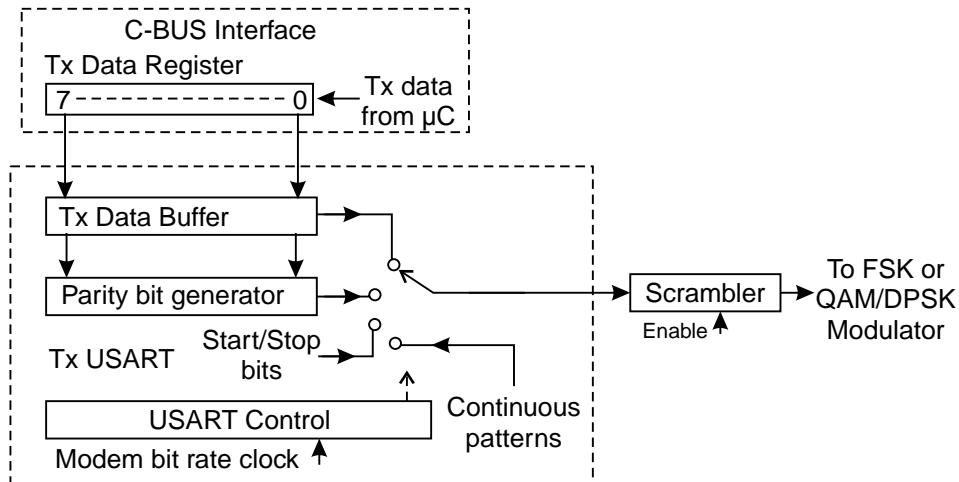 C-BUS Interface
Tx Data Register
7 0
Tx data
from µC
Tx Data Buffer
Parity bit generator
Start/Stop
bits
Tx USART
USART Control
Modem bit rate clock
Continuous
patterns
Scrambler
Enable
To FSK or
QAM/DPSK
Modulator